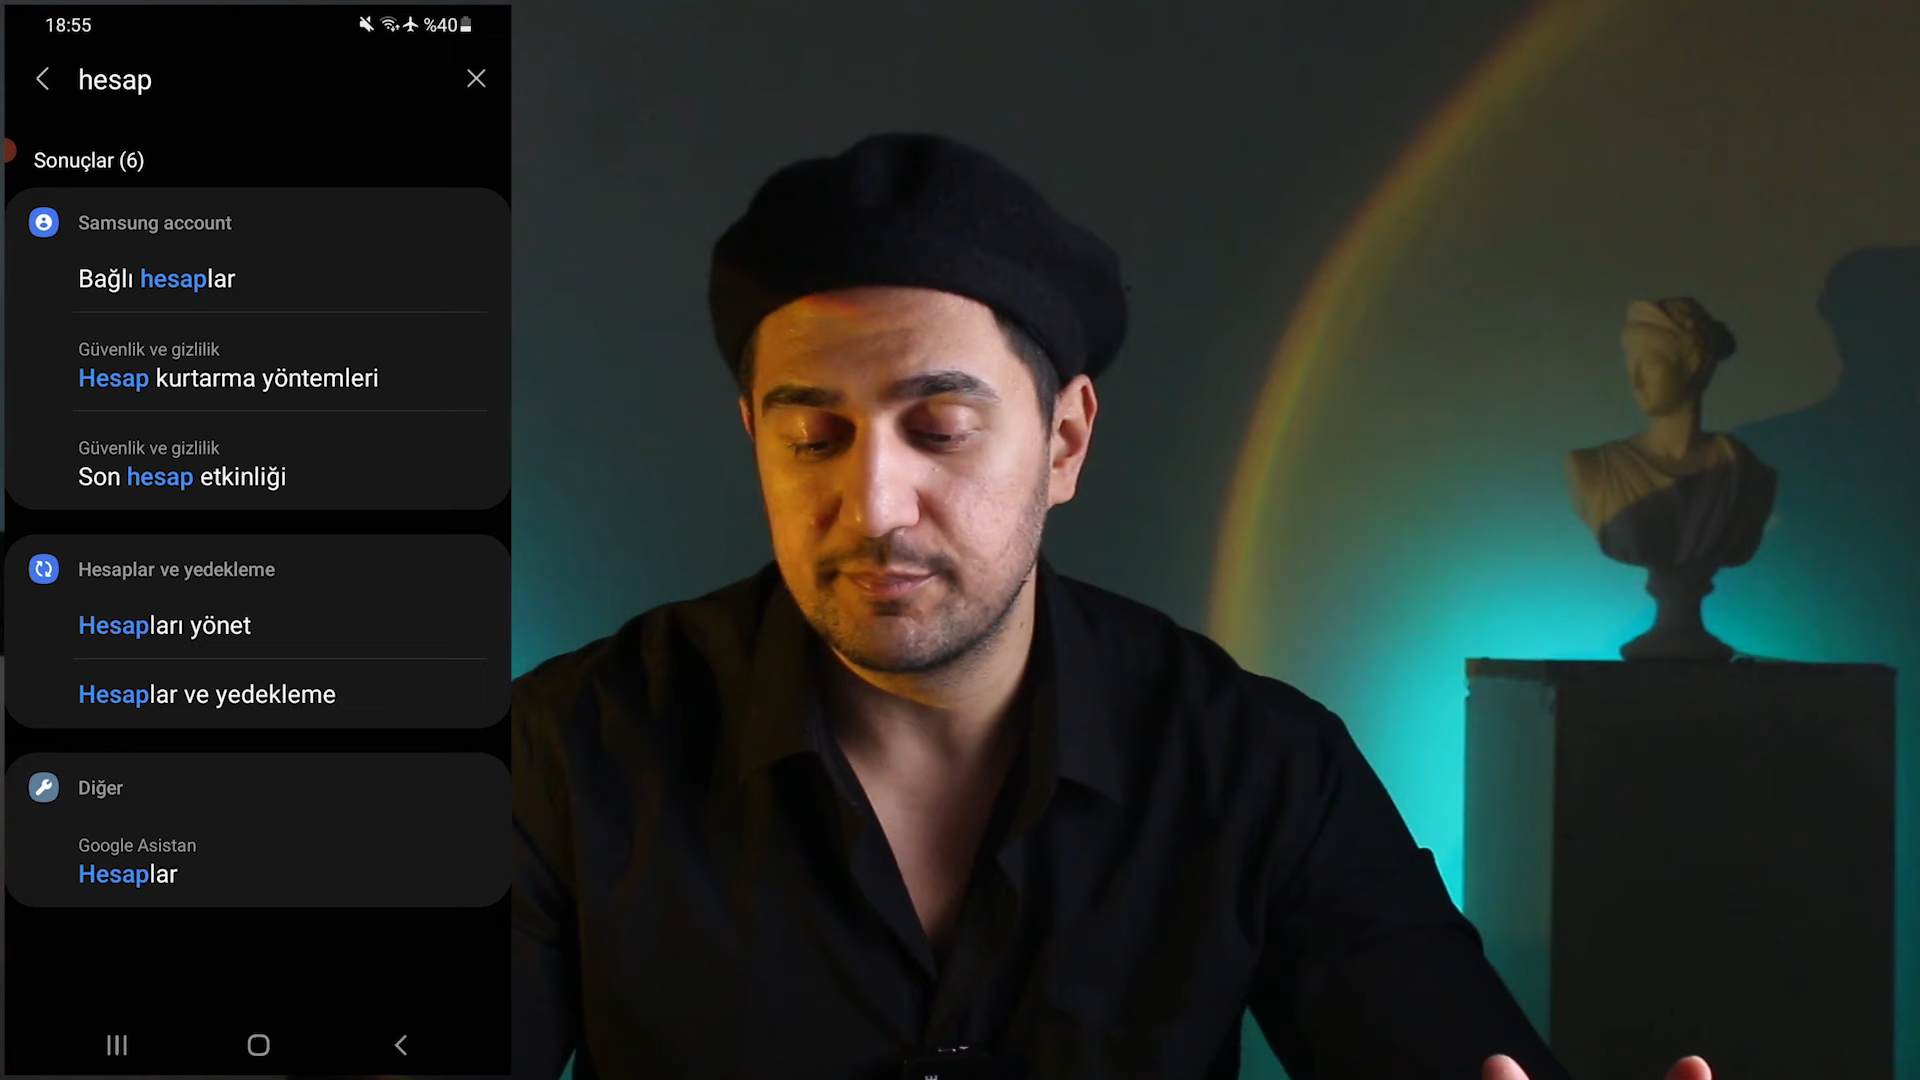 18:55
%40
hesap
Sonuçlar (6)
Samsung account
Bağlı hesaplar
Güvenlik ve gizlilik
Hesap kurtarma yöntemleri
Güvenlik ve gizlilik
Son hesap etkinliği
Hesaplar ve yedekleme
Hesapları yönet
Hesaplar ve yedekleme
Diğer
Google Asistan
Hesaplar